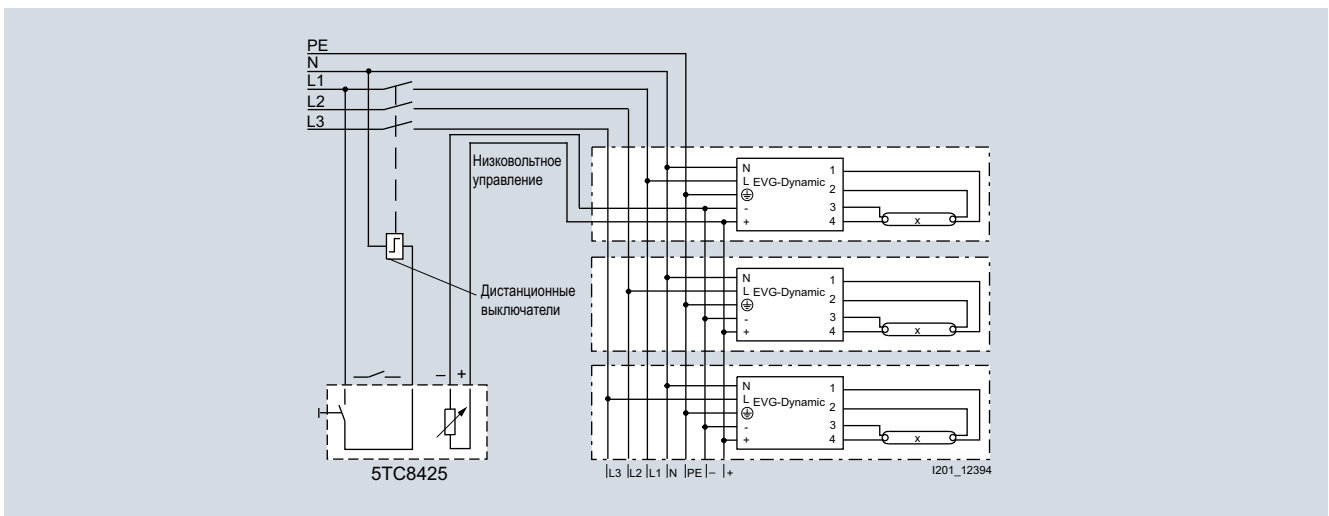 PE
N
L1
L2
L3
Низковольтное
управление
Дистанционные
выключатели
– +
5TC8425
N
L
-
+
EVG-Dynamic
1
2
3
4
x
N
L
-
+
EVG-Dynamic
1
2
3
4
x
N
L
-
+
EVG-Dynamic
1
2
3
4
x
L3 L2 L1 N PE – +
I201_12394